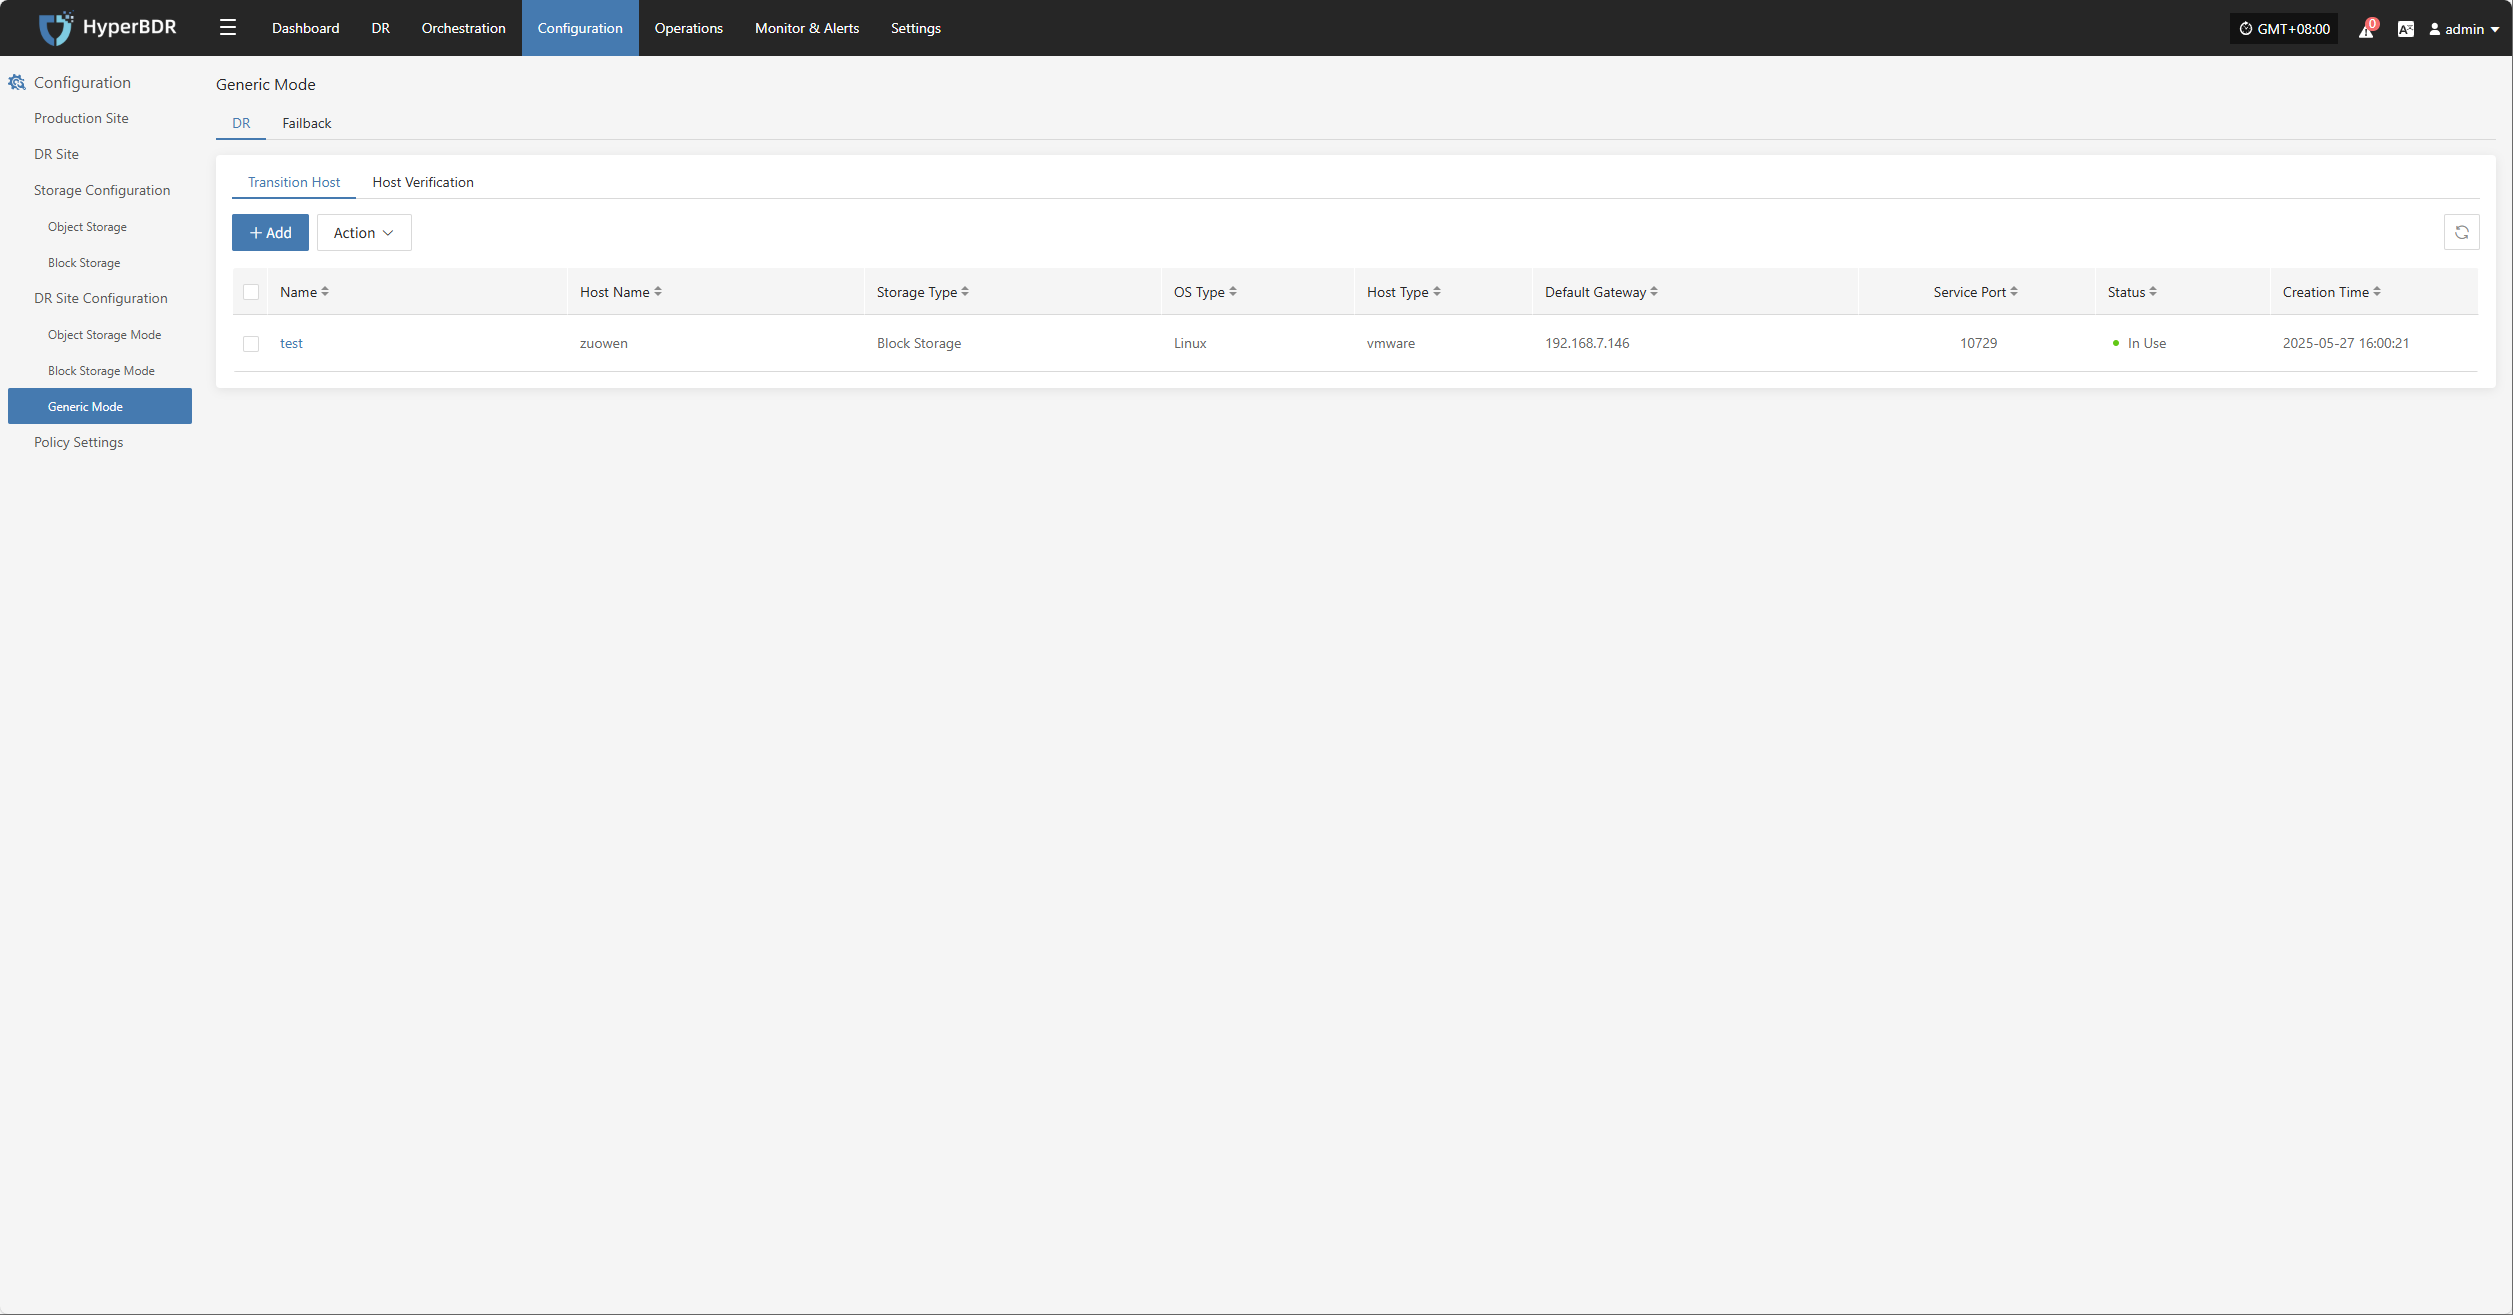 HyperBDR Dashboard DR Orchestration Configuration Operations Monitor & Alerts Settings GMT+08:00 0 admin
Configuration
Production Site
DR Site
Storage Configuration
Object Storage
Block Storage
DR Site Configuration
Object Storage Mode
Block Storage Mode
Generic Mode
Policy Settings
Generic Mode
DR Failback
Transition Host Host Verification
+ Add Action
Name Host Name Storage Type OS Type Host Type Default Gateway Service Port Status Creation Time
test zuowen Block Storage Linux vmware 192.168.7.146 10729 In Use 2025-05-27 16:00:21